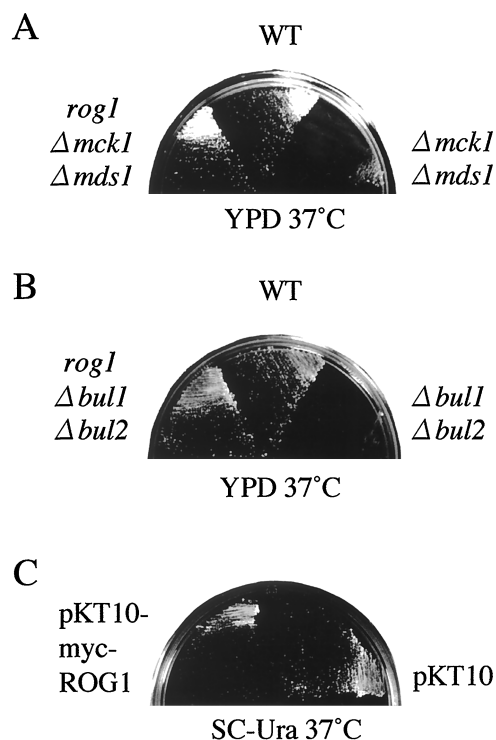 A
WT
rog1
Δmck1
Δmds1
Δmck1
Δmds1
YPD 37°C
B
WT
rog1
Δbul1
Δbul2
Δbul1
Δbul2
YPD 37°C
C
pKT10-
myc-
ROG1
pKT10
SC-Ura 37°C